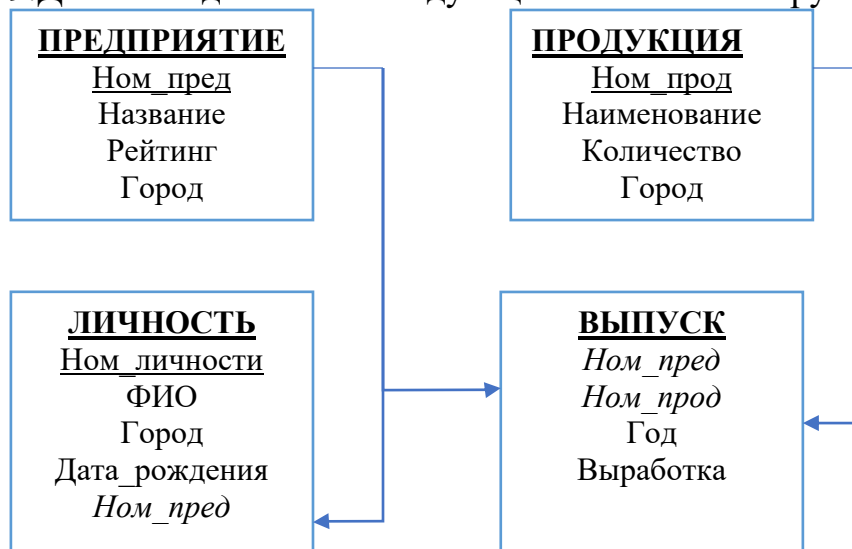 ПРЕДПРИЯТИЕ
Ном_пред
Название
Рейтинг
Город
ПРОДУКЦИЯ
Ном_прод
Наименование
Количество
Город
ЛИЧНОСТЬ
Ном_личности
ФИО
Город
Дата_рождения
Ном_пред
ВЫПУСК
Ном_пред
Ном_прод
Год
Выработка